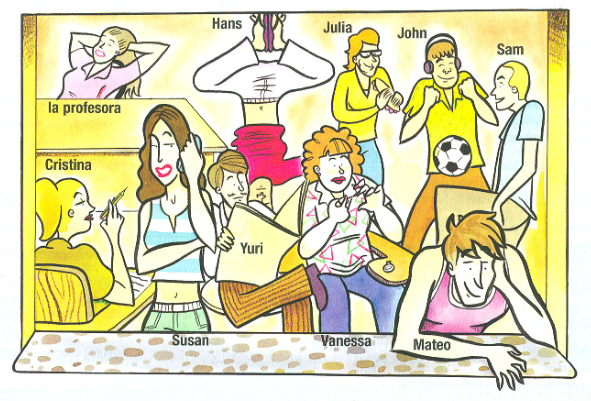 Hans
Julia
John
Sam
la profesora
Cristina
Yuri
Susan
Vanessa
Mateo